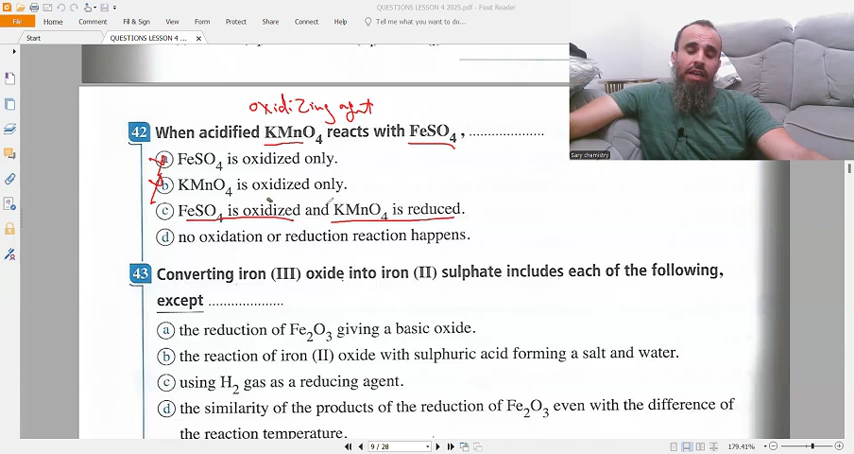 QUESTIONS LESSON 4 2025.pdf - Foxit Reader
File Home Comment Fill & Sign View Form Protect Share Connect Help Tell me what you want to do...
Start QUESTIONS LESSON 4 ...
oxidizing agent
42 When acidified KMnO4 reacts with FeSO4, ....................
a FeSO4 is oxidized only.
b KMnO4 is oxidized only.
c FeSO4 is oxidized and KMnO4 is reduced.
d no oxidation or reduction reaction happens.
43 Converting iron (III) oxide into iron (II) sulphate includes each of the following,
except ....................
a the reduction of Fe2O3 giving a basic oxide.
b the reaction of iron (II) oxide with sulphuric acid forming a salt and water.
c using H2 gas as a reducing agent.
d the similarity of the products of the reduction of Fe2O3 even with the difference of
the reaction temperature.
Sary chemistry
9 / 28
179.41%